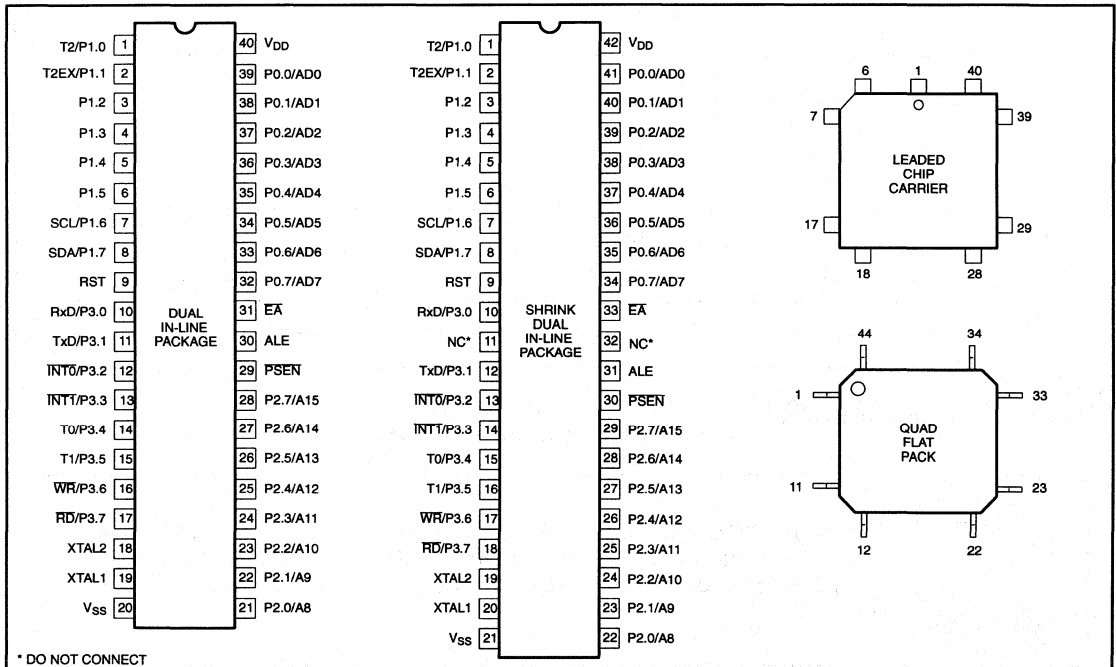 T2/P1.0 1 40 VDD
T2EX/P1.1 2 39 P0.0/AD0
P1.2 3 38 P0.1/AD1
P1.3 4 37 P0.2/AD2
P1.4 5 36 P0.3/AD3
P1.5 6 35 P0.4/AD4
SCL/P1.6 7 34 P0.5/AD5
SDA/P1.7 8 33 P0.6/AD6
RST 9 32 P0.7/AD7
RxD/P3.0 10 31 E̅A̅
TxD/P3.1 11 30 ALE
I̅N̅T̅0̅/P3.2 12 29 P̅S̅E̅N̅
I̅N̅T̅1̅/P3.3 13 28 P2.7/A15
T0/P3.4 14 27 P2.6/A14
T1/P3.5 15 26 P2.5/A13
W̅R̅/P3.6 16 25 P2.4/A12
R̅D̅/P3.7 17 24 P2.3/A11
XTAL2 18 23 P2.2/A10
XTAL1 19 22 P2.1/A9
VSS 20 21 P2.0/A8
DUAL
IN-LINE
PACKAGE
T2/P1.0 1 42 VDD
T2EX/P1.1 2 41 P0.0/AD0
P1.2 3 40 P0.1/AD1
P1.3 4 39 P0.2/AD2
P1.4 5 38 P0.3/AD3
P1.5 6 37 P0.4/AD4
SCL/P1.6 7 36 P0.5/AD5
SDA/P1.7 8 35 P0.6/AD6
RST 9 34 P0.7/AD7
RxD/P3.0 10 33 E̅A̅
NC* 11 32 NC*
TxD/P3.1 12 31 ALE
I̅N̅T̅0̅/P3.2 13 30 P̅S̅E̅N̅
I̅N̅T̅1̅/P3.3 14 29 P2.7/A15
T0/P3.4 15 28 P2.6/A14
T1/P3.5 16 27 P2.5/A13
W̅R̅/P3.6 17 26 P2.4/A12
R̅D̅/P3.7 18 25 P2.3/A11
XTAL2 19 24 P2.2/A10
XTAL1 20 23 P2.1/A9
VSS 21 22 P2.0/A8
SHRINK
DUAL
IN-LINE
PACKAGE
6 1 40
7 39
LEADED
CHIP
CARRIER
17 29
18 28
44 34
1 33
QUAD
FLAT
PACK
11 23
12 22
* DO NOT CONNECT